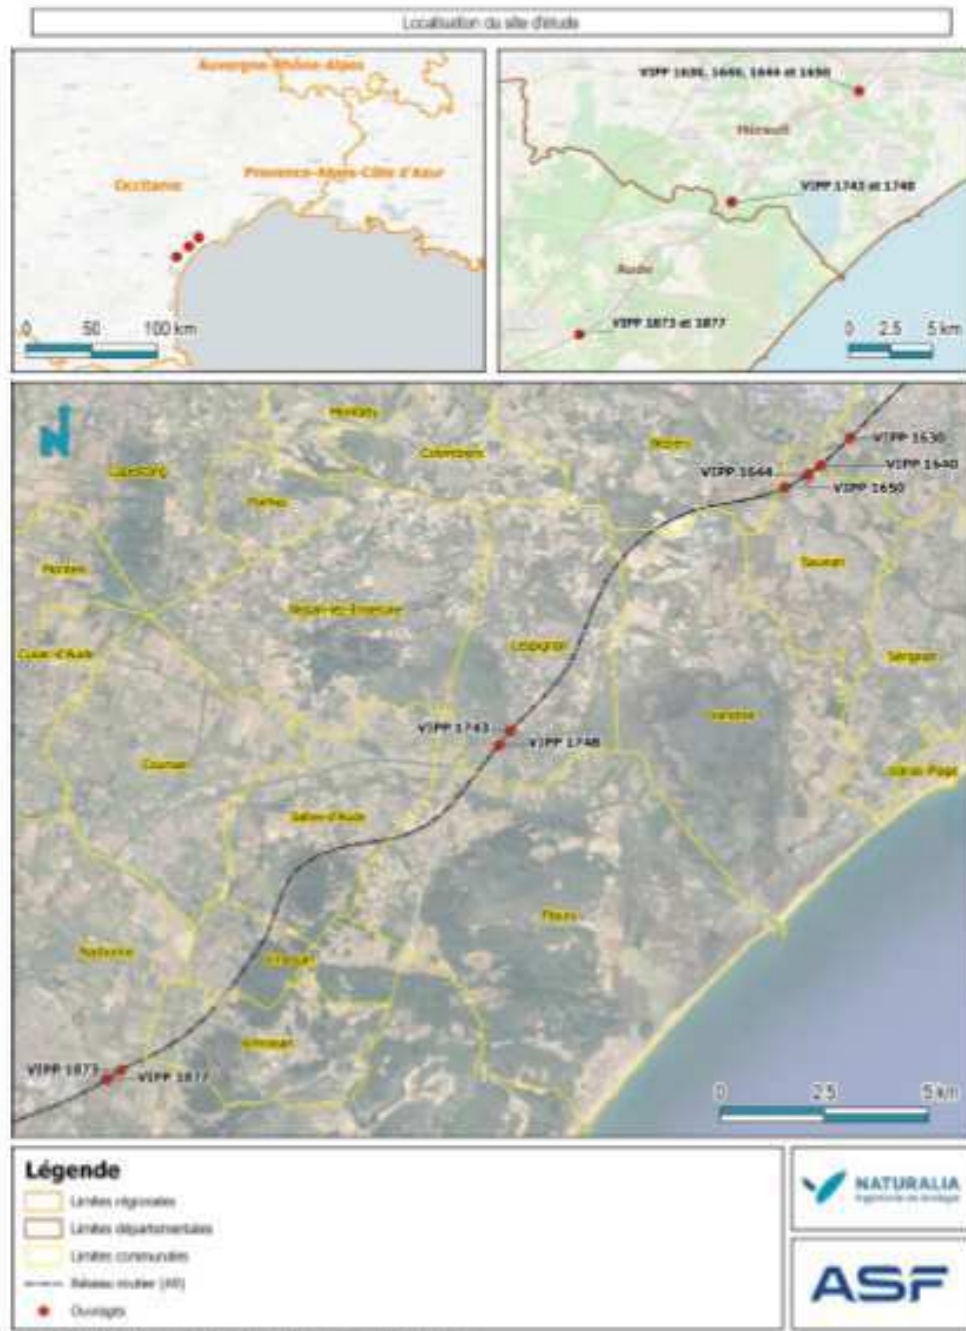 Localisation du site d'étude
Auvergne-Rhône-Alpes
Provence-Alpes-Côte d'Azur
Occitanie
0 50 100 km
VIPP 1630, 1640, 1644 et 1650
Hérault
VIPP 1743 et 1748
Aude
VIPP 1873 et 1877
0 2.5 5 km
N
Montady
Colombiers
Béziers
VIPP 1630
VIPP 1640
VIPP 1644
VIPP 1650
Capestang
Poilhes
Montels
Sauvian
Nissan-lez-Enserune
Lespignan
Cuxac-d'Aude
Sérignan
Vendres
VIPP 1743
VIPP 1748
Coursan
Valras-Plage
Salles-d'Aude
Fleury
Narbonne
Vinassan
Armissan
VIPP 1873
VIPP 1877
0 2.5 5 km
Légende
Limites régionales
Limites départementales
Limites communales
Réseau routier (A9)
Ouvrages
NATURALIA
ASF